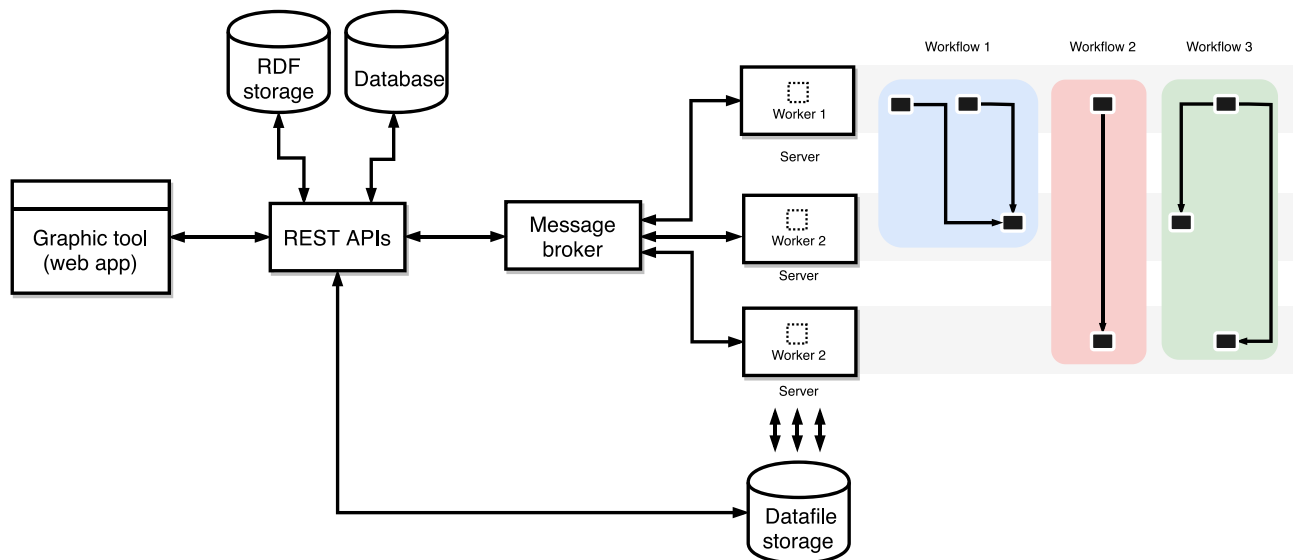 Workflow 1
Workflow 2
Workflow 3
RDF
storage
Database
Worker 1
Server
Graphic tool
(web app)
REST APIs
Message
broker
Worker 2
Server
Worker 2
Server
Datafile
storage